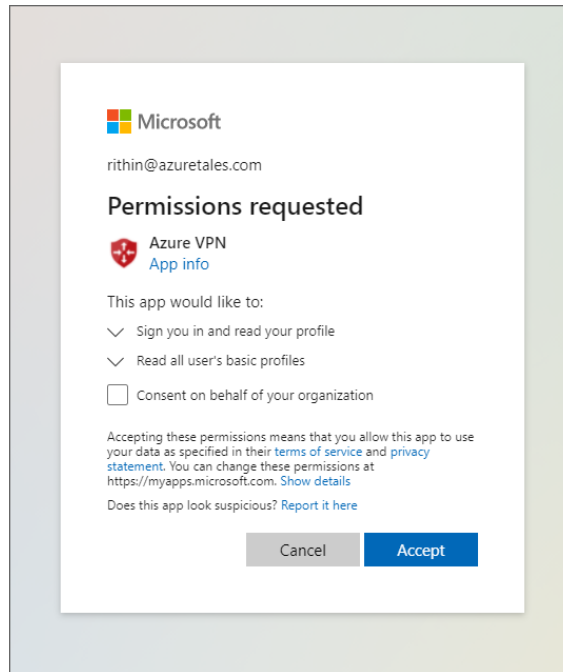 Microsoft
rithin@azuretales.com
Permissions requested
Azure VPN
App info
This app would like to:
Sign you in and read your profile
Read all user's basic profiles
Consent on behalf of your organization
Accepting these permissions means that you allow this app to use
your data as specified in their terms of service and privacy
statement. You can change these permissions at
https://myapps.microsoft.com. Show details
Does this app look suspicious? Report it here
Cancel Accept